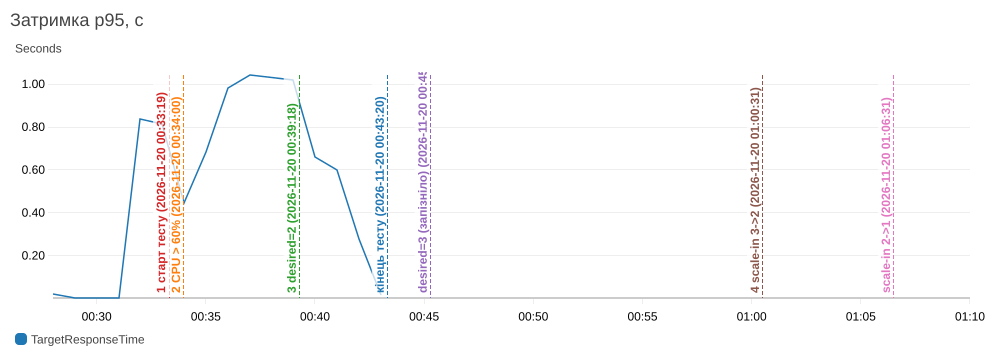 Затримка p95, с
Seconds
1.00
0.80
0.60
0.40
0.20
1 старт тесту (2026-11-20 00:33:19)
2 CPU > 60% (2026-11-20 00:34:00)
3 desired=2 (2026-11-20 00:39:18)
кінець тесту (2026-11-20 00:43:20)
desired=3 (запізніло) (2026-11-20 00:45
4 scale-in 3->2 (2026-11-20 01:00:31)
scale-in 2->1 (2026-11-20 01:06:31)
00:30 00:35 00:40 00:45 00:50 00:55 01:00 01:05 01:10
TargetResponseTime